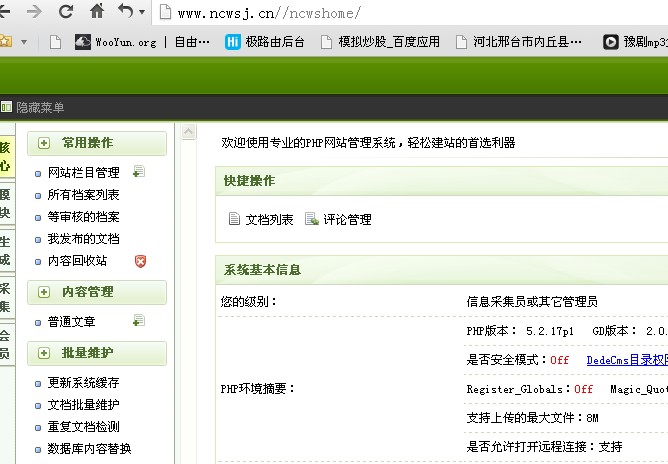 www.ncwsj.cn//ncwshome/
WooYun.org | 自由… 极路由后台 模拟炒股_百度应用 河北邢台市内丘县… 豫剧mp3
隐藏菜单
核心
模块
生成
采集
会员
常用操作
网站栏目管理
所有档案列表
等审核的档案
我发布的文档
内容回收站
内容管理
普通文章
批量维护
更新系统缓存
文档批量维护
重复文档检测
数据库内容替换
欢迎使用专业的PHP网站管理系统，轻松建站的首选利器
快捷操作
文档列表 评论管理
系统基本信息
您的级别： 信息采集员或其它管理员
PHP环境摘要：
PHP版本： 5.2.17p1 GD版本： 2.0.
是否安全模式：Off DedeCms目录权限
Register_Globals：Off Magic_Quot
支持上传的最大文件：8M
是否允许打开远程连接：支持